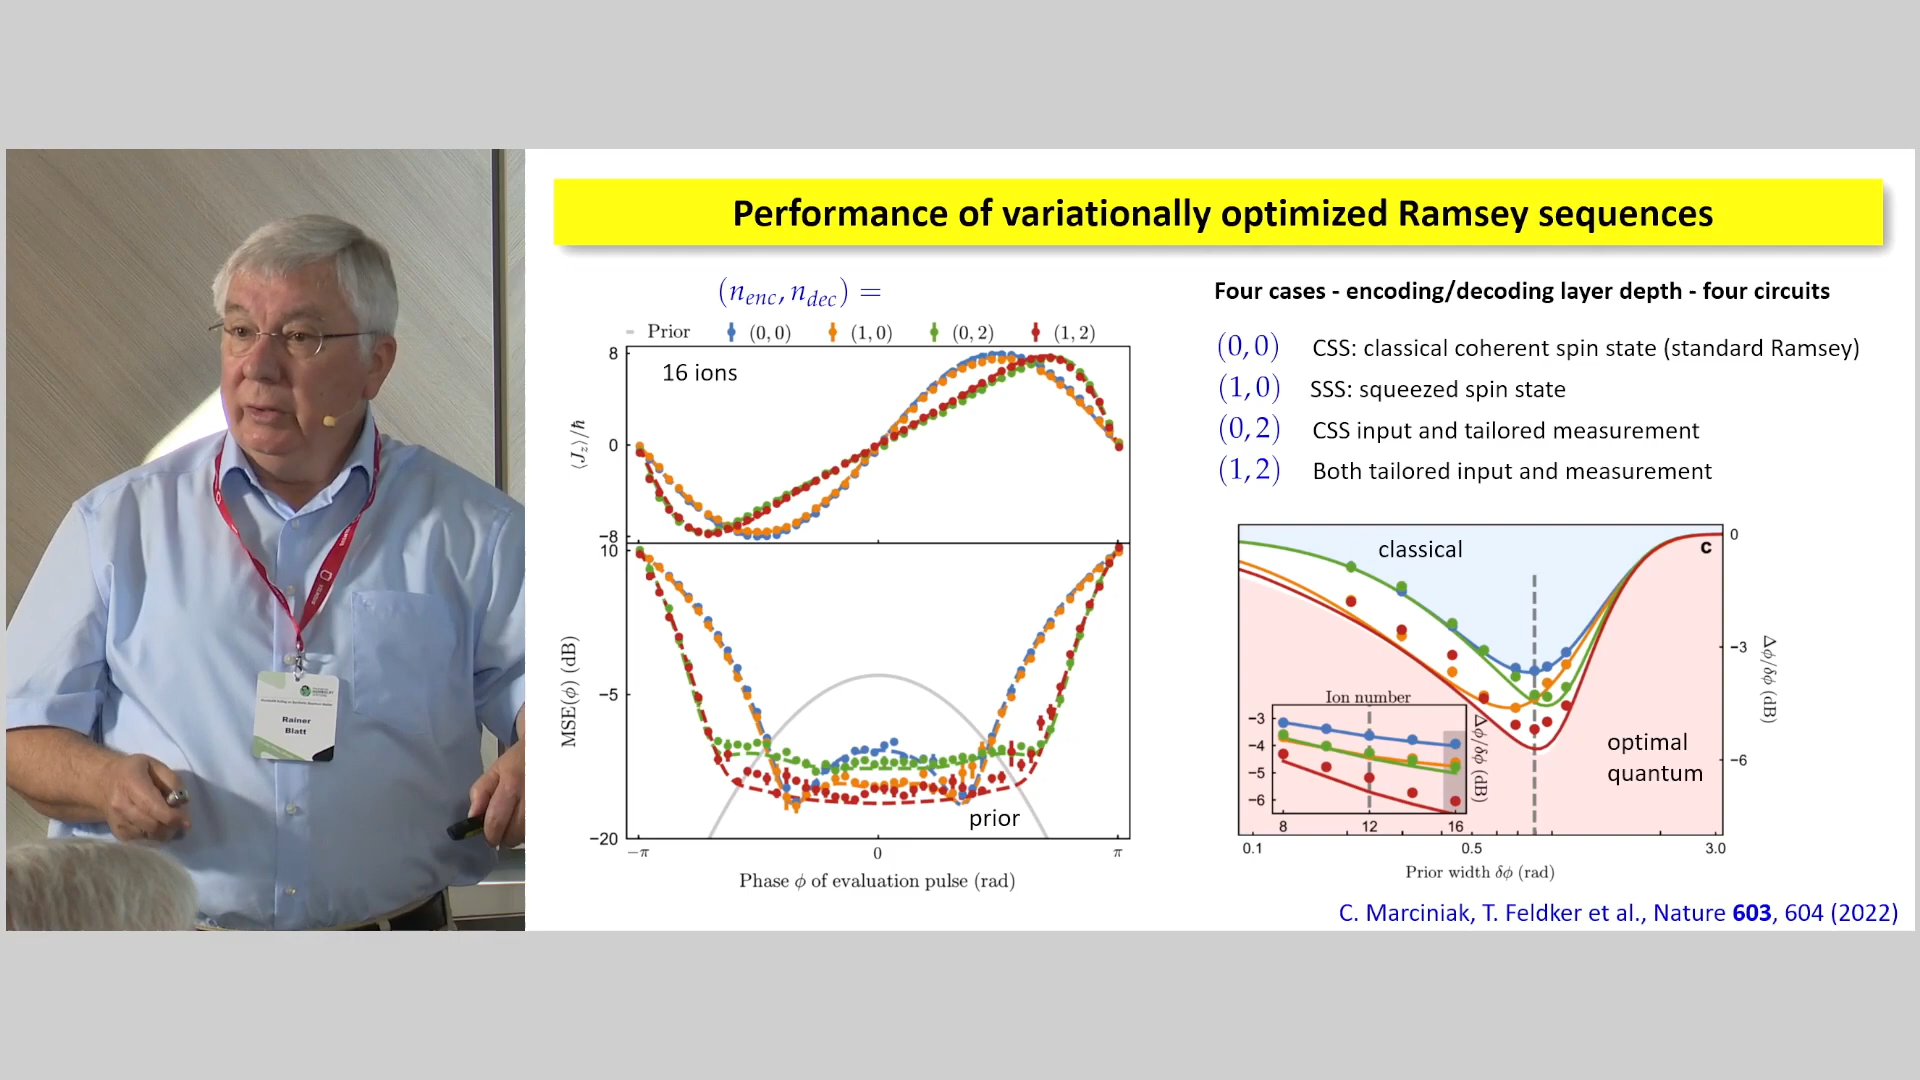 Performance of variationally optimized Ramsey sequences
(n_enc, n_dec) =
Prior (0, 0) (1, 0) (0, 2) (1, 2)
8
16 ions
0
⟨J_z⟩/ħ
−8
10
MSE(ϕ) (dB)
−5
prior
−20
−π 0 π
Phase ϕ of evaluation pulse (rad)
Four cases - encoding/decoding layer depth - four circuits
(0,0) CSS: classical coherent spin state (standard Ramsey)
(1,0) SSS: squeezed spin state
(0,2) CSS input and tailored measurement
(1,2) Both tailored input and measurement
classical
c
0
−3
Δϕ/δϕ (dB)
−6
optimal
quantum
Ion number
−3
−4
−5
−6
Δϕ/δϕ (dB)
8 12 16
0.1 0.5 3.0
Prior width δϕ (rad)
C. Marciniak, T. Feldker et al., Nature 603, 604 (2022)
Rainer
Blatt